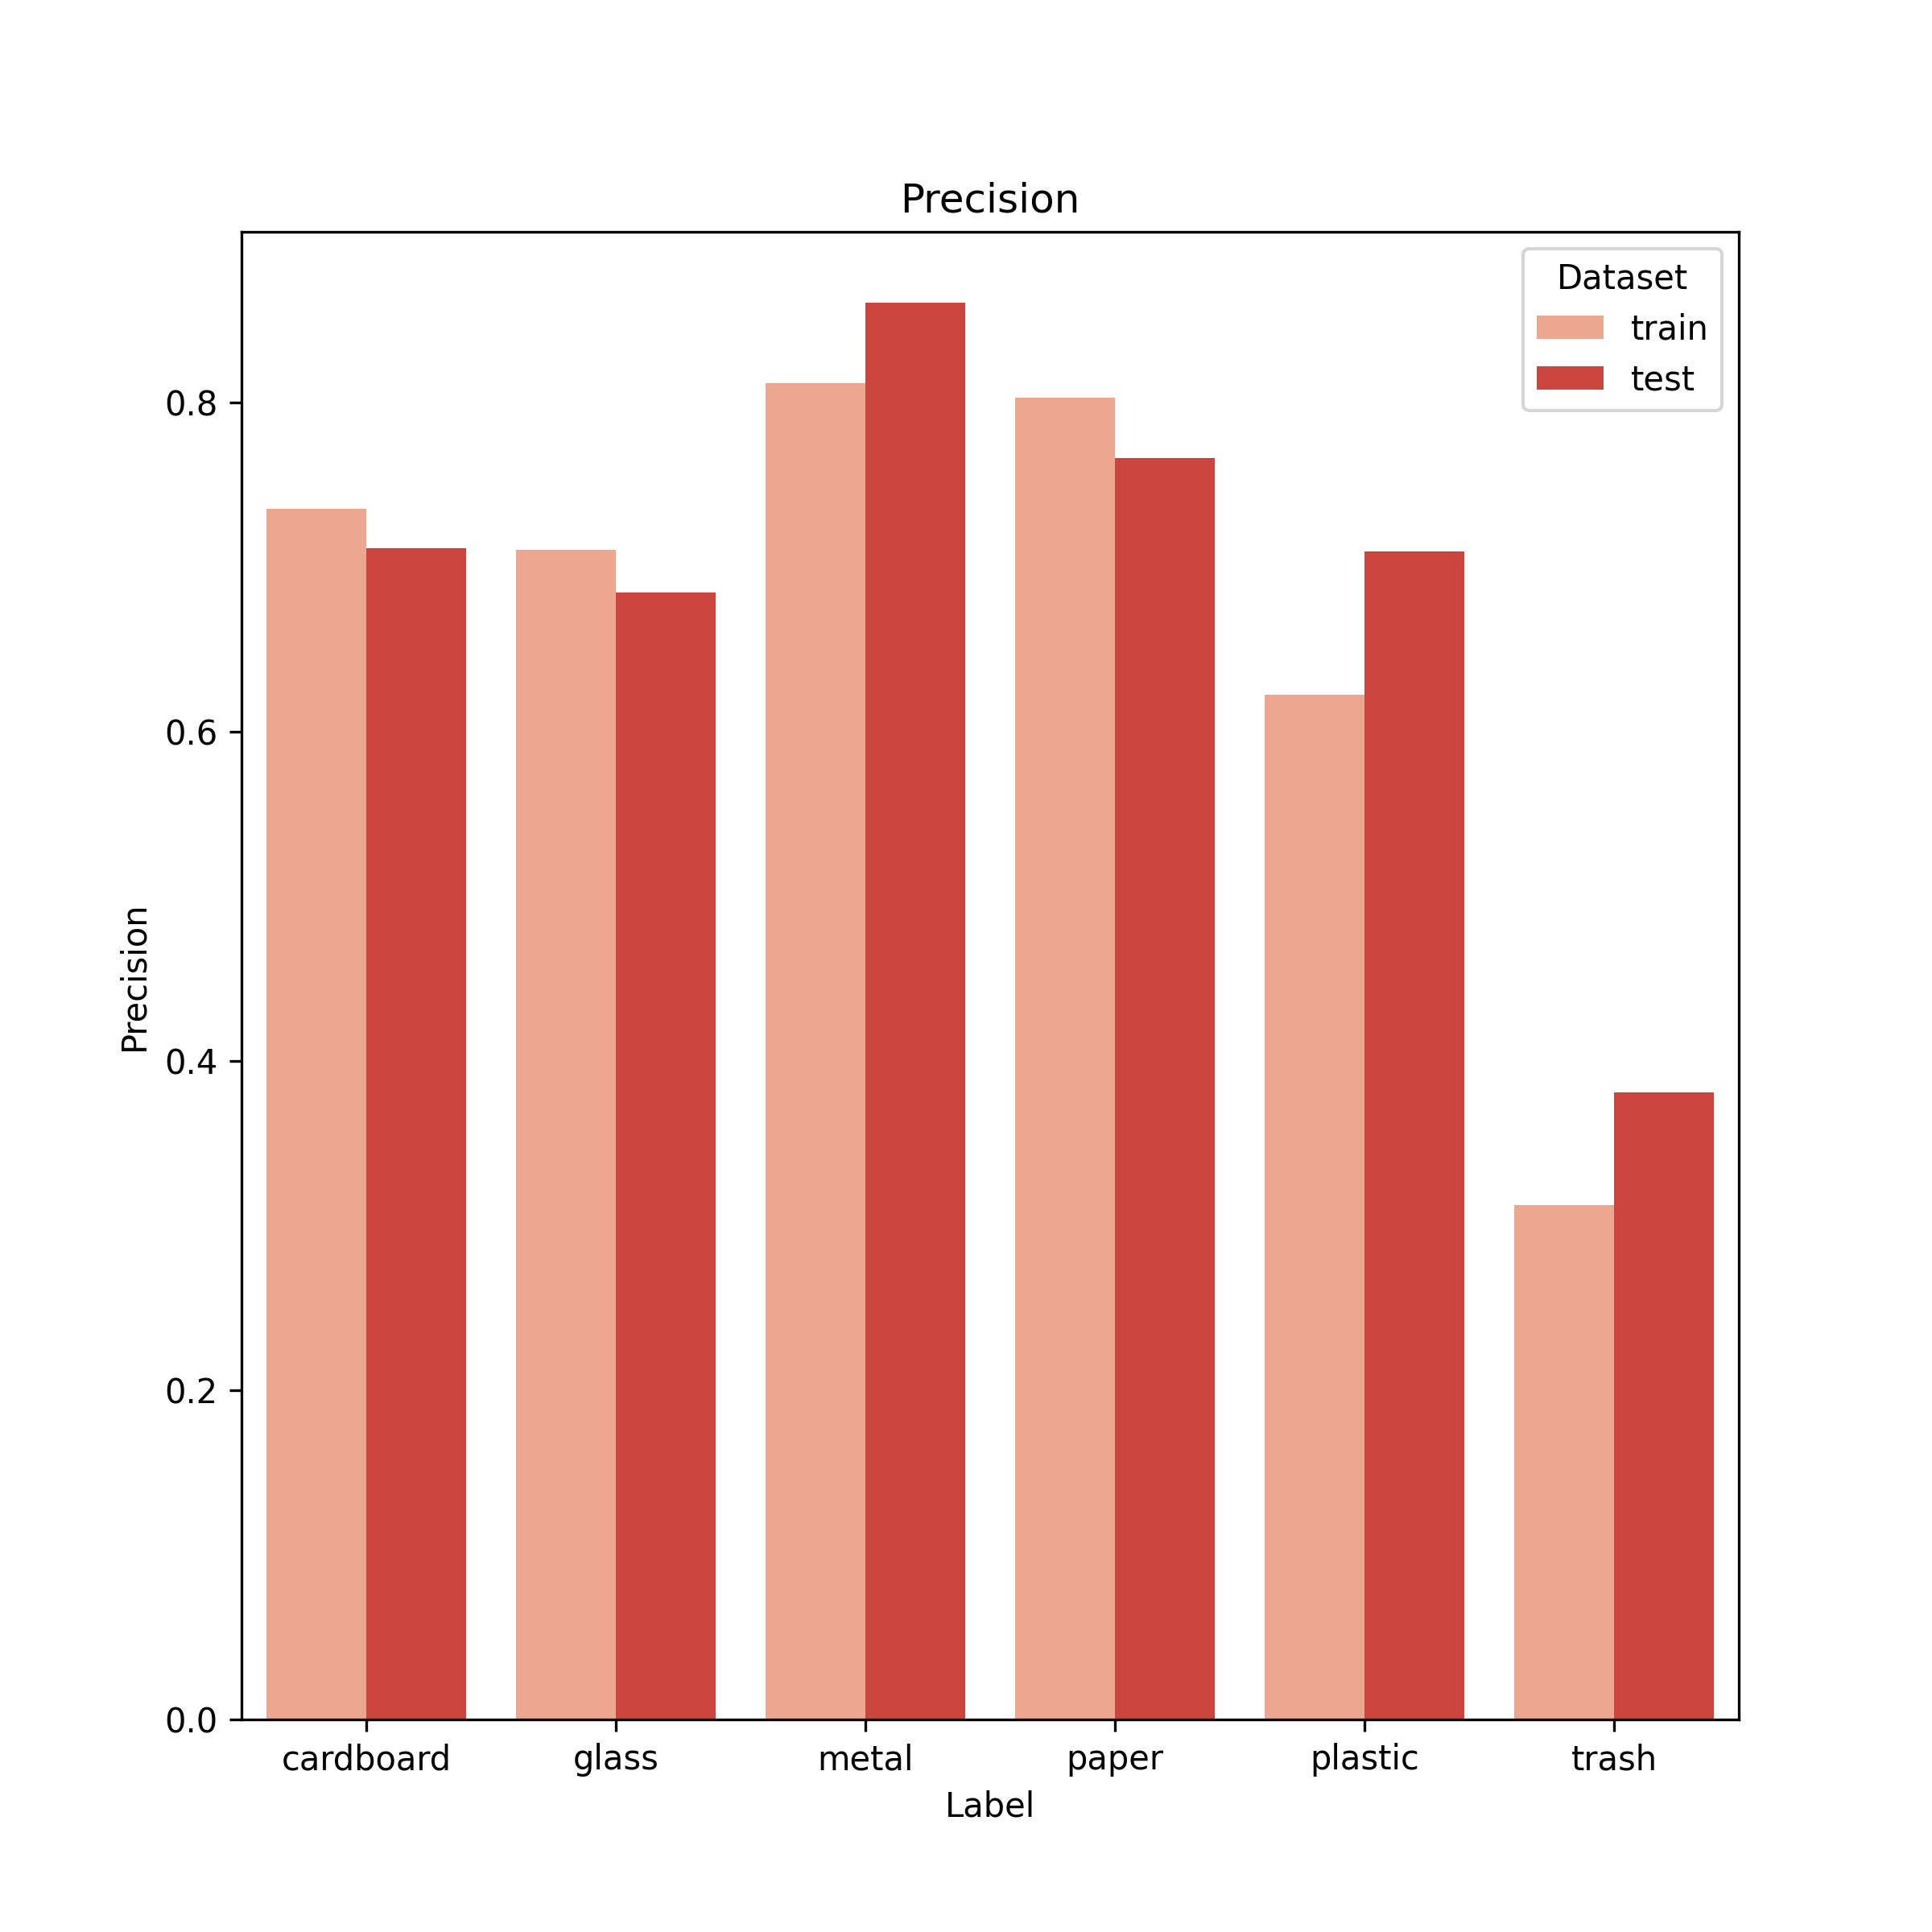 Precision
Dataset
train
test
0.8
0.6
0.4
0.2
0.0
Precision
cardboard glass metal paper plastic trash
Label